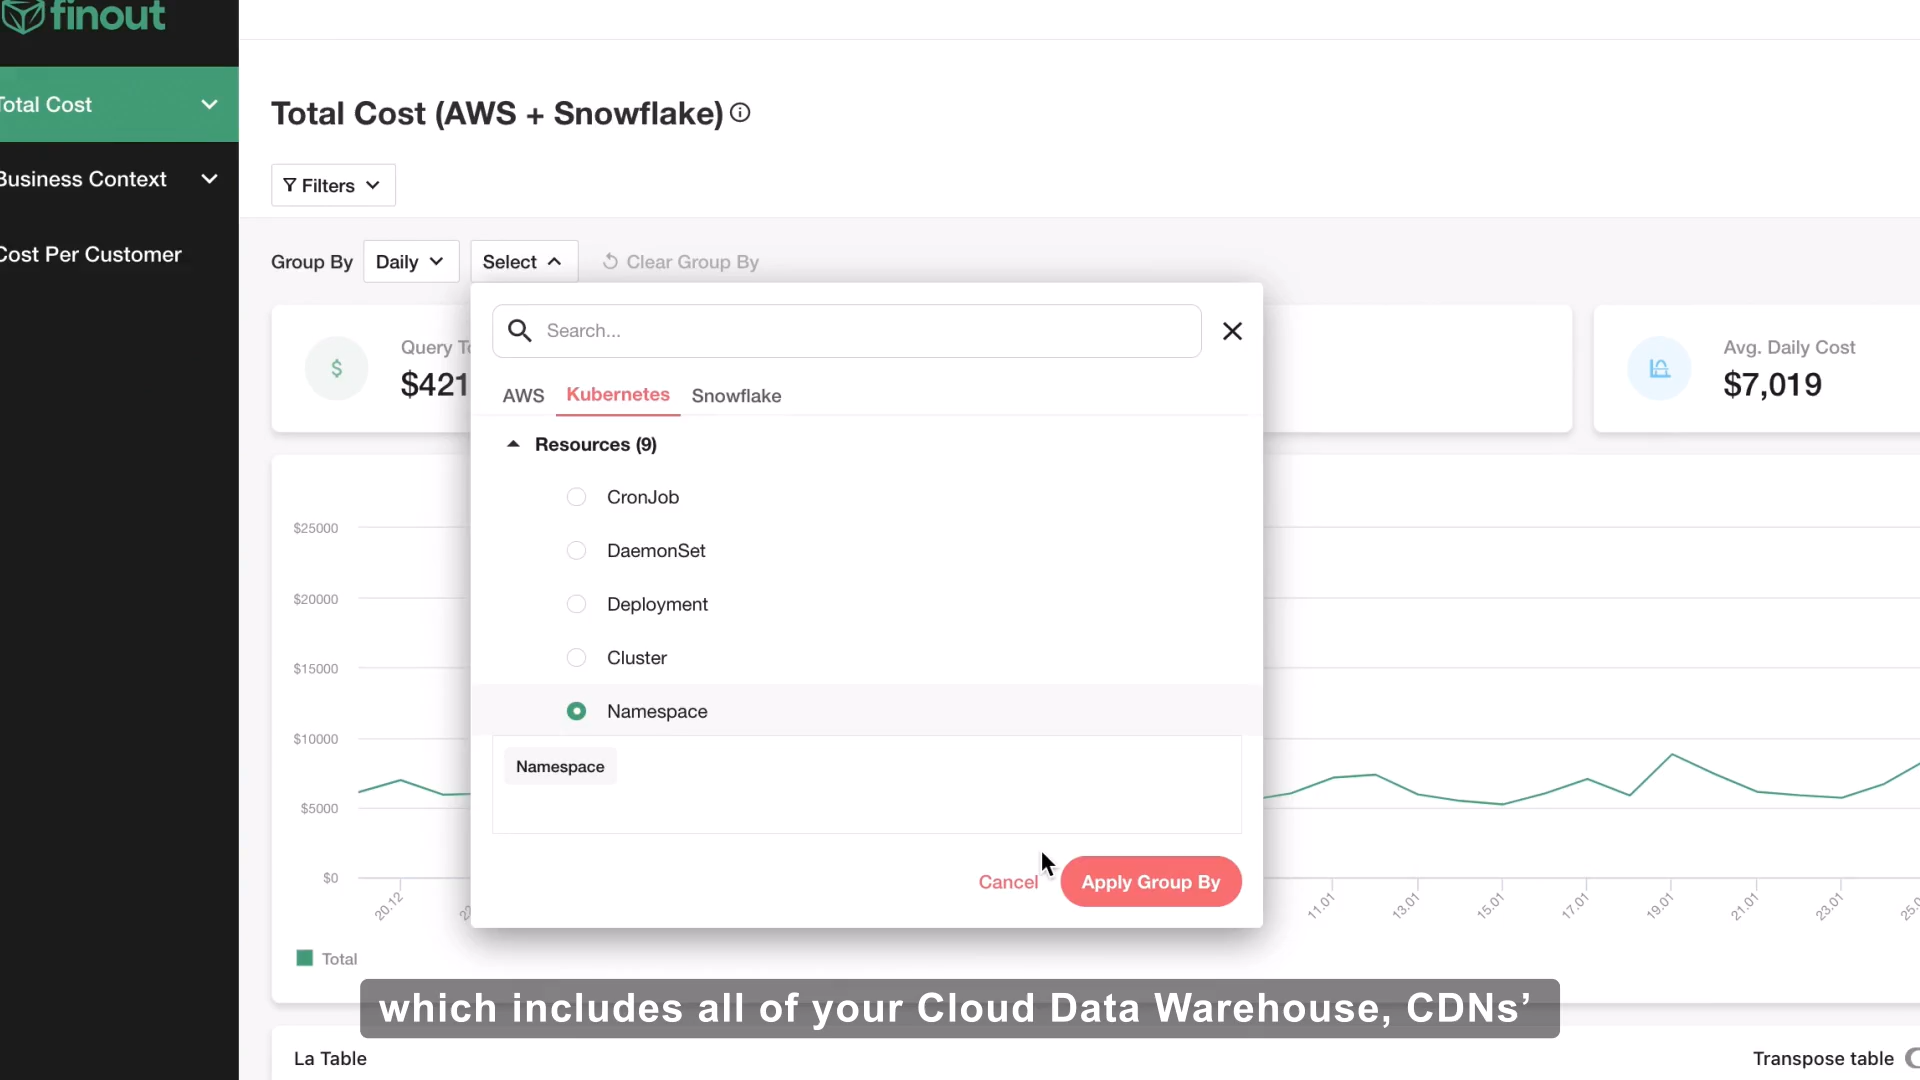 finout
Total Cost
Business Context
Cost Per Customer
Total Cost (AWS + Snowflake)
Filters
Group By
Daily
Select
Clear Group By
Search...
AWS
Kubernetes
Snowflake
Resources (9)
CronJob
DaemonSet
Deployment
Cluster
Namespace
Namespace
Cancel
Apply Group By
Query To
$421
Avg. Daily Cost
$7,019
$25000
$20000
$15000
$10000
$5000
$0
20.12
11.01
13.01
15.01
17.01
19.01
21.01
23.01
Total
which includes all of your Cloud Data Warehouse, CDNs’
La Table
Transpose table